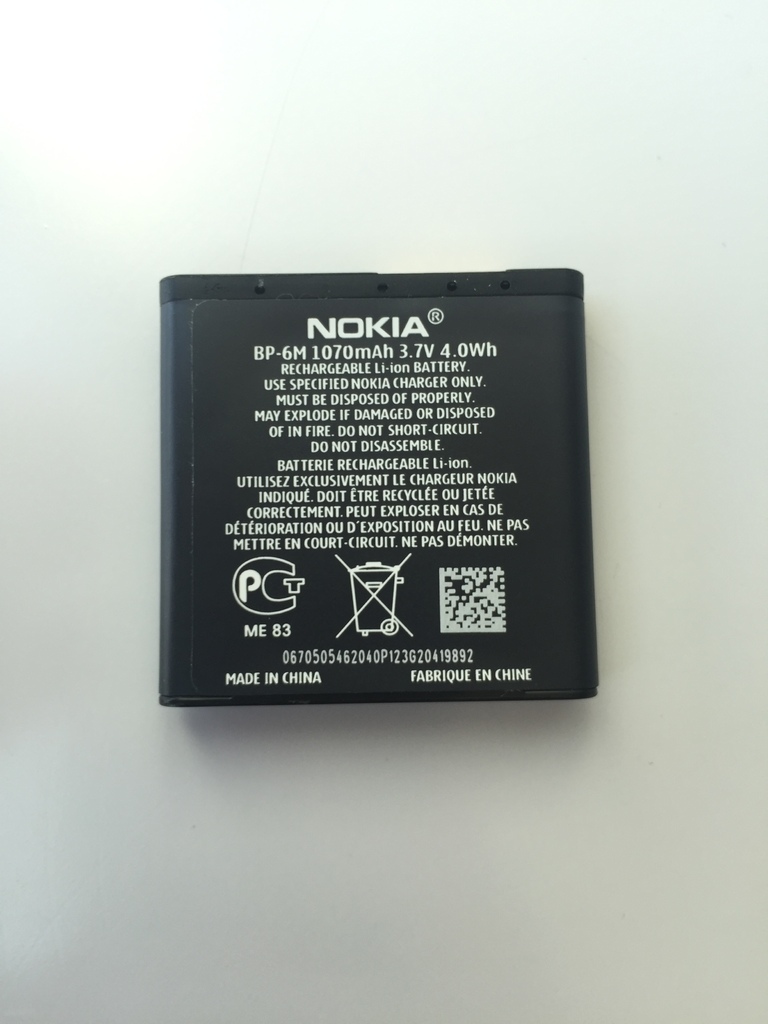 NOKIA®
BP-6M 1070mAh 3.7V 4.0Wh
RECHARGEABLE Li-ion BATTERY.
USE SPECIFIED NOKIA CHARGER ONLY.
MUST BE DISPOSED OF PROPERLY.
MAY EXPLODE IF DAMAGED OR DISPOSED
OF IN FIRE. DO NOT SHORT-CIRCUIT.
DO NOT DISASSEMBLE.
BATTERIE RECHARGEABLE Li-ion.
UTILISEZ EXCLUSIVEMENT LE CHARGEUR NOKIA
INDIQUÉ. DOIT ÊTRE RECYCLÉE OU JETÉE
CORRECTEMENT. PEUT EXPLOSER EN CAS DE
DÉTÉRIORATION OU D'EXPOSITION AU FEU. NE PAS
METTRE EN COURT-CIRCUIT. NE PAS DÉMONTER.
РСТ
ME 83
0670505462040P123G20419892
MADE IN CHINA FABRIQUE EN CHINE